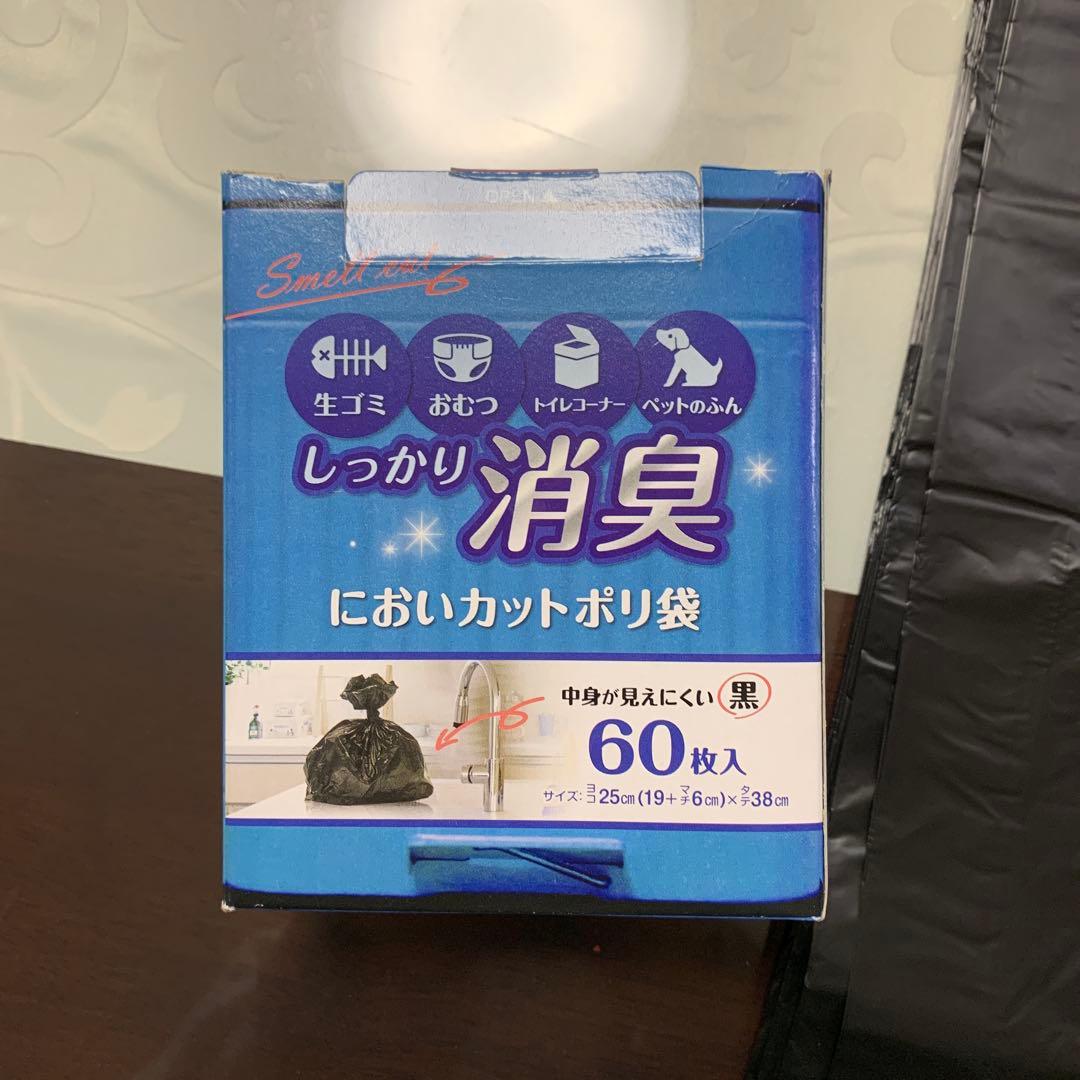 OPEN
Smell cut
生ゴミ おむつ トイレコーナー ペットのふん
しっかり消臭
においカットポリ袋
中身が見えにくい黒
60枚入
サイズ:ヨコ25cm(19+マチ6cm)×タテ38cm